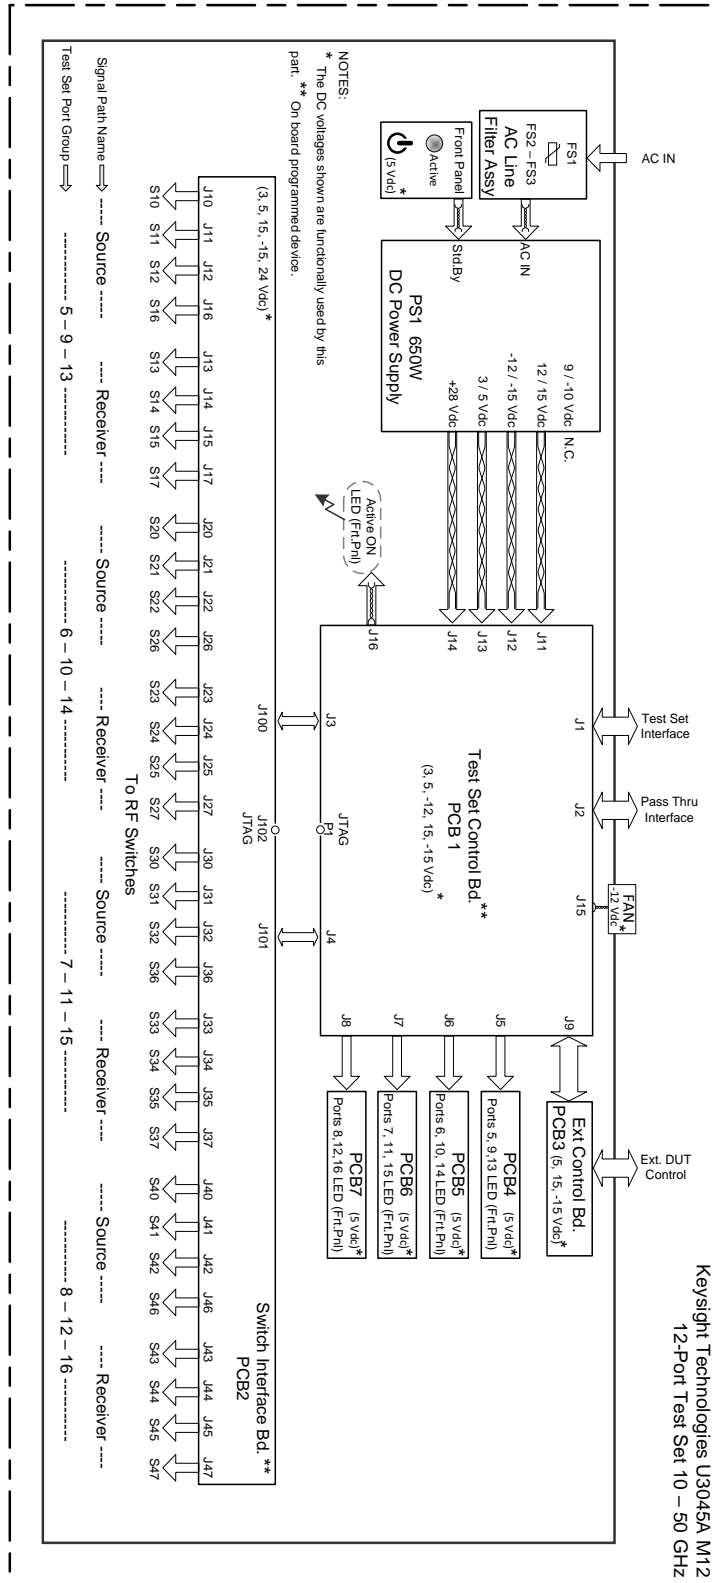 Keysight Technologies U3045A M12
12-Port Test Set 10 – 50 GHz
AC IN
Test Set
Interface
Pass Thru
Interface
FAN *
-12 Vdc
Ext. DUT
Control
FS1
FS2 – FS3
AC Line
Filter Assy
AC IN
Front Panel
Active
(5 Vdc) *
Std.By
PS1 650W
DC Power Supply
9 / -10 Vdc N.C.
12 / 15 Vdc
-12 / -15 Vdc
3 / 5 Vdc
+28 Vdc
J11
J12
J13
J14
J16
Active ON
LED (Frt.Pnl)
J1
J2
J15
J9
Test Set Control Bd. **
PCB 1
(3, 5, -12, 15, -15 Vdc) *
J5
J6
J7
J8
J3
JTAG
P1
J4
Ext Control Bd.
PCB3 (5, 15, -15 Vdc) *
PCB4 (5 Vdc) *
Ports 5, 9,13 LED (Frt.Pnl)
PCB5 (5 Vdc) *
Ports 6, 10, 14 LED (Frt.Pnl)
PCB6 (5 Vdc) *
Ports 7, 11, 15 LED (Frt.Pnl)
PCB7 (5 Vdc) *
Ports 8,12,16 LED (Frt.Pnl)
NOTES:
* The DC voltages shown are functionally used by this
part. ** On board programmed device.
J100
J102
JTAG
J101
(3, 5, 15, -15, 24 Vdc) *
Switch Interface Bd. **
PCB2
J10 J11 J12 J16 J13 J14 J15 J17 J20 J21 J22 J26 J23 J24 J25 J27 J30 J31 J32 J36 J33 J34 J35 J37 J40 J41 J42 J46 J43 J44 J45 J47
S10 S11 S12 S16 S13 S14 S15 S17 S20 S21 S22 S26 S23 S24 S25 S27 S30 S31 S32 S36 S33 S34 S35 S37 S40 S41 S42 S46 S43 S44 S45 S47
To RF Switches
Signal Path Name ----- Source ----- ---- Receiver ---- ----- Source ----- ---- Receiver ---- ----- Source ----- ---- Receiver ---- ----- Source ----- ---- Receiver ----
Test Set Port Group ------------ 5 – 9 – 13 ------------ ------------ 6 – 10 – 14 ------------ ------------ 7 – 11 – 15 ------------ ------------ 8 – 12 – 16 ------------